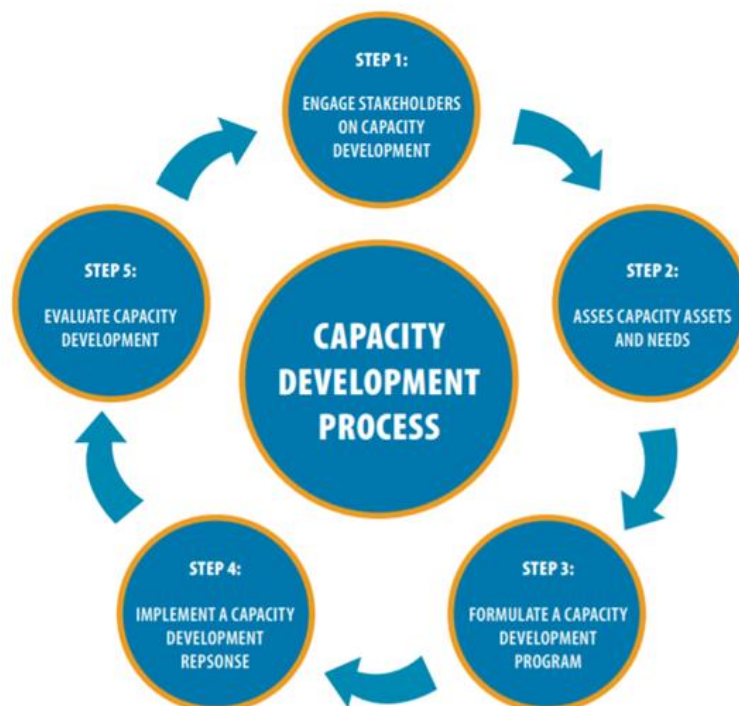 STEP 1:
ENGAGE STAKEHOLDERS
ON CAPACITY
DEVELOPMENT
STEP 2:
ASSES CAPACITY ASSETS
AND NEEDS
STEP 3:
FORMULATE A CAPACITY
DEVELOPMENT
PROGRAM
STEP 4:
IMPLEMENT A CAPACITY
DEVELOPMENT
REPSONSE
STEP 5:
EVALUATE CAPACITY
DEVELOPMENT
CAPACITY
DEVELOPMENT
PROCESS